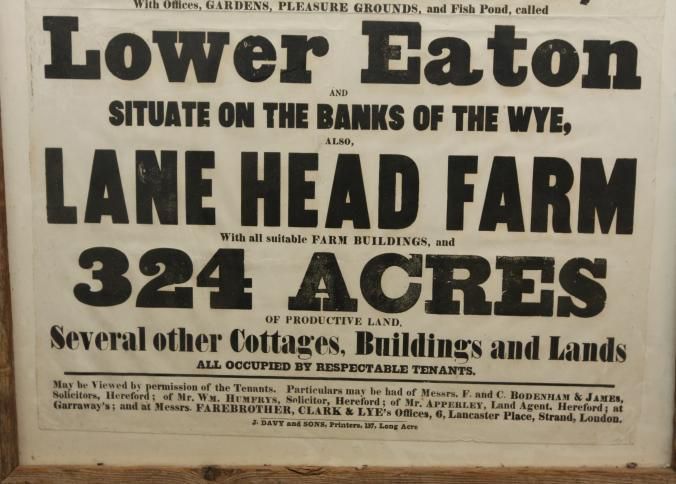 With Offices, GARDENS, PLEASURE GROUNDS, and Fish Pond, called
Lower Eaton
AND
SITUATE ON THE BANKS OF THE WYE,
ALSO,
LANE HEAD FARM
With all suitable FARM BUILDINGS, and
324 ACRES
OF PRODUCTIVE LAND.
Several other Cottages, Buildings and Lands
ALL OCCUPIED BY RESPECTABLE TENANTS.
May be Viewed by permission of the Tenants. Particulars may be had of Messrs. F. and C. BODENHAM & JAMES,
Solicitors, Hereford; of Mr. WM. HUMFRYS, Solicitor, Hereford; of Mr. APPERLEY, Land Agent, Hereford; at
Garraway's; and at Messrs. FAREBROTHER, CLARK & LYE's Offices, 6, Lancaster Place, Strand, London.
J. DAVY and SONS, Printers, 137, Long Acre